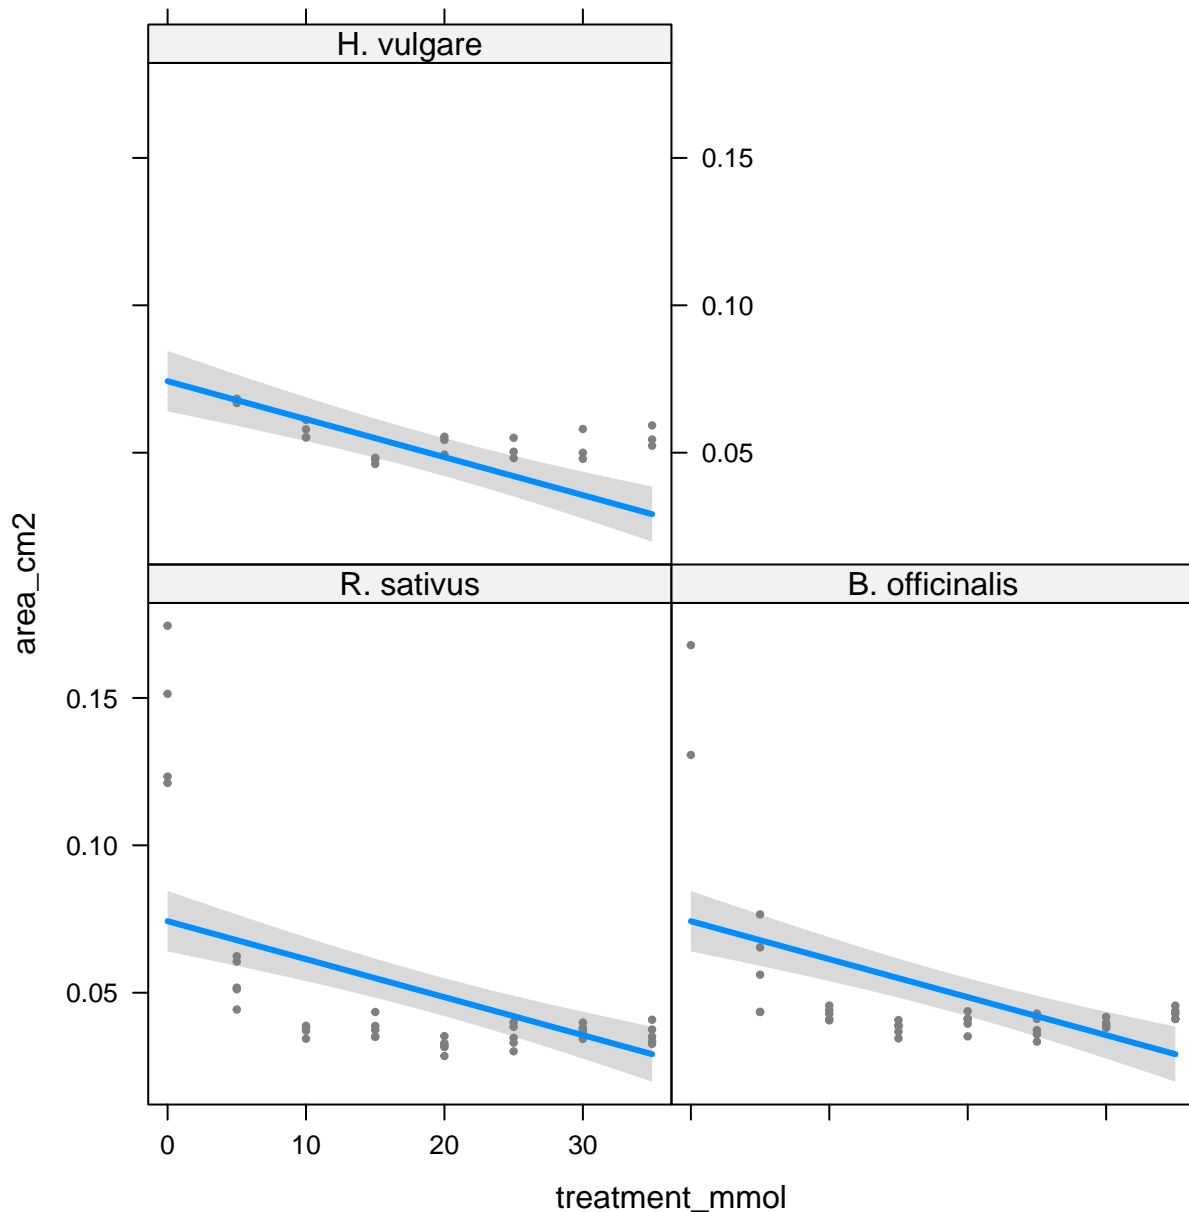 H. vulgare
0.15
0.10
0.05
area_cm2
R. sativus
B. officinalis
0.15
0.10
0.05
0 10 20 30
treatment_mmol